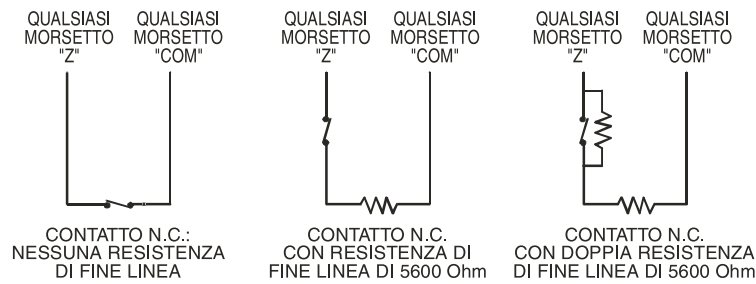 QUALSIASI
MORSETTO
"Z"
QUALSIASI
MORSETTO
"COM"
CONTATTO N.C.:
NESSUNA RESISTENZA
DI FINE LINEA
QUALSIASI
MORSETTO
"Z"
QUALSIASI
MORSETTO
"COM"
CONTATTO N.C.
CON RESISTENZA DI
FINE LINEA DI 5600 Ohm
QUALSIASI
MORSETTO
"Z"
QUALSIASI
MORSETTO
"COM"
CONTATTO N.C.
CON DOPPIA RESISTENZA
DI FINE LINEA DI 5600 Ohm